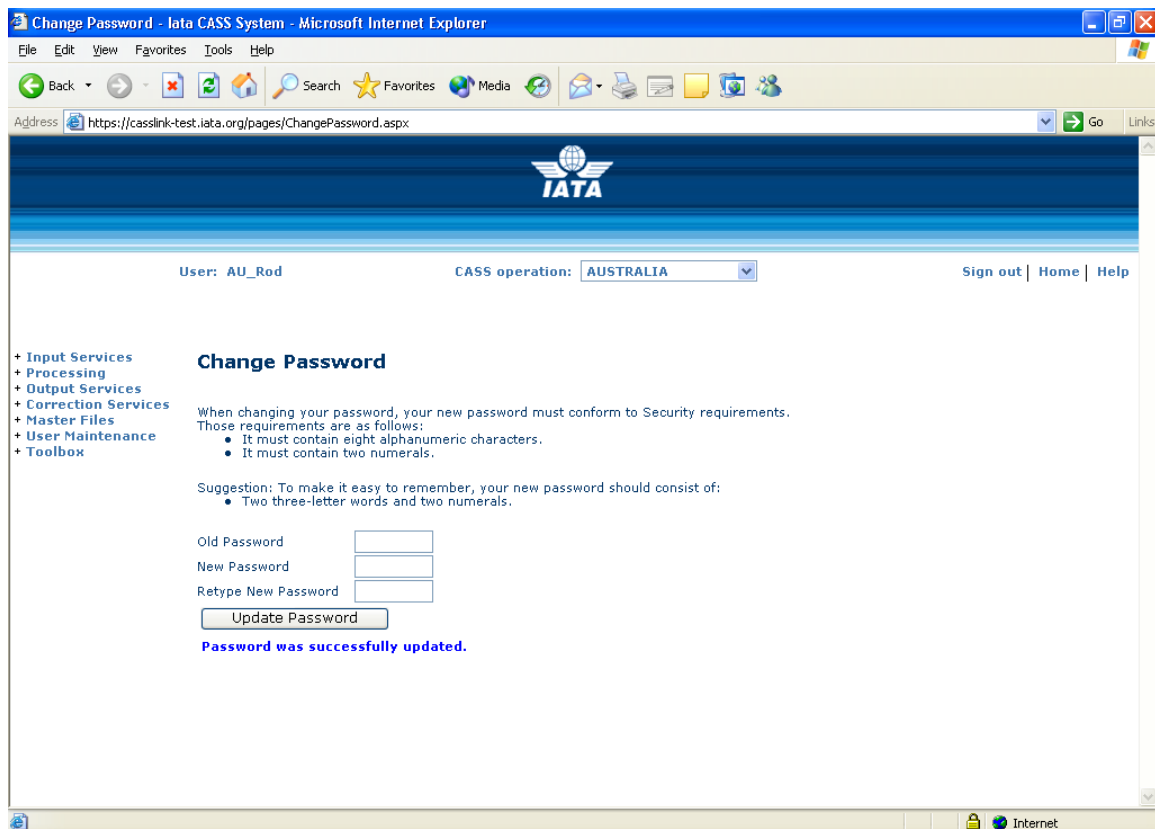 Change Password - Iata CASS System - Microsoft Internet Explorer
File Edit View Favorites Tools Help
Back Search Favorites Media
Address https://casslink-test.iata.org/pages/ChangePassword.aspx Go Links
IATA
User: AU_Rod CASS operation: AUSTRALIA Sign out | Home | Help
+ Input Services
+ Processing
+ Output Services
+ Correction Services
+ Master Files
+ User Maintenance
+ Toolbox
Change Password
When changing your password, your new password must conform to Security requirements.
Those requirements are as follows:
• It must contain eight alphanumeric characters.
• It must contain two numerals.
Suggestion: To make it easy to remember, your new password should consist of:
• Two three-letter words and two numerals.
Old Password
New Password
Retype New Password
Update Password
Password was successfully updated.
Internet